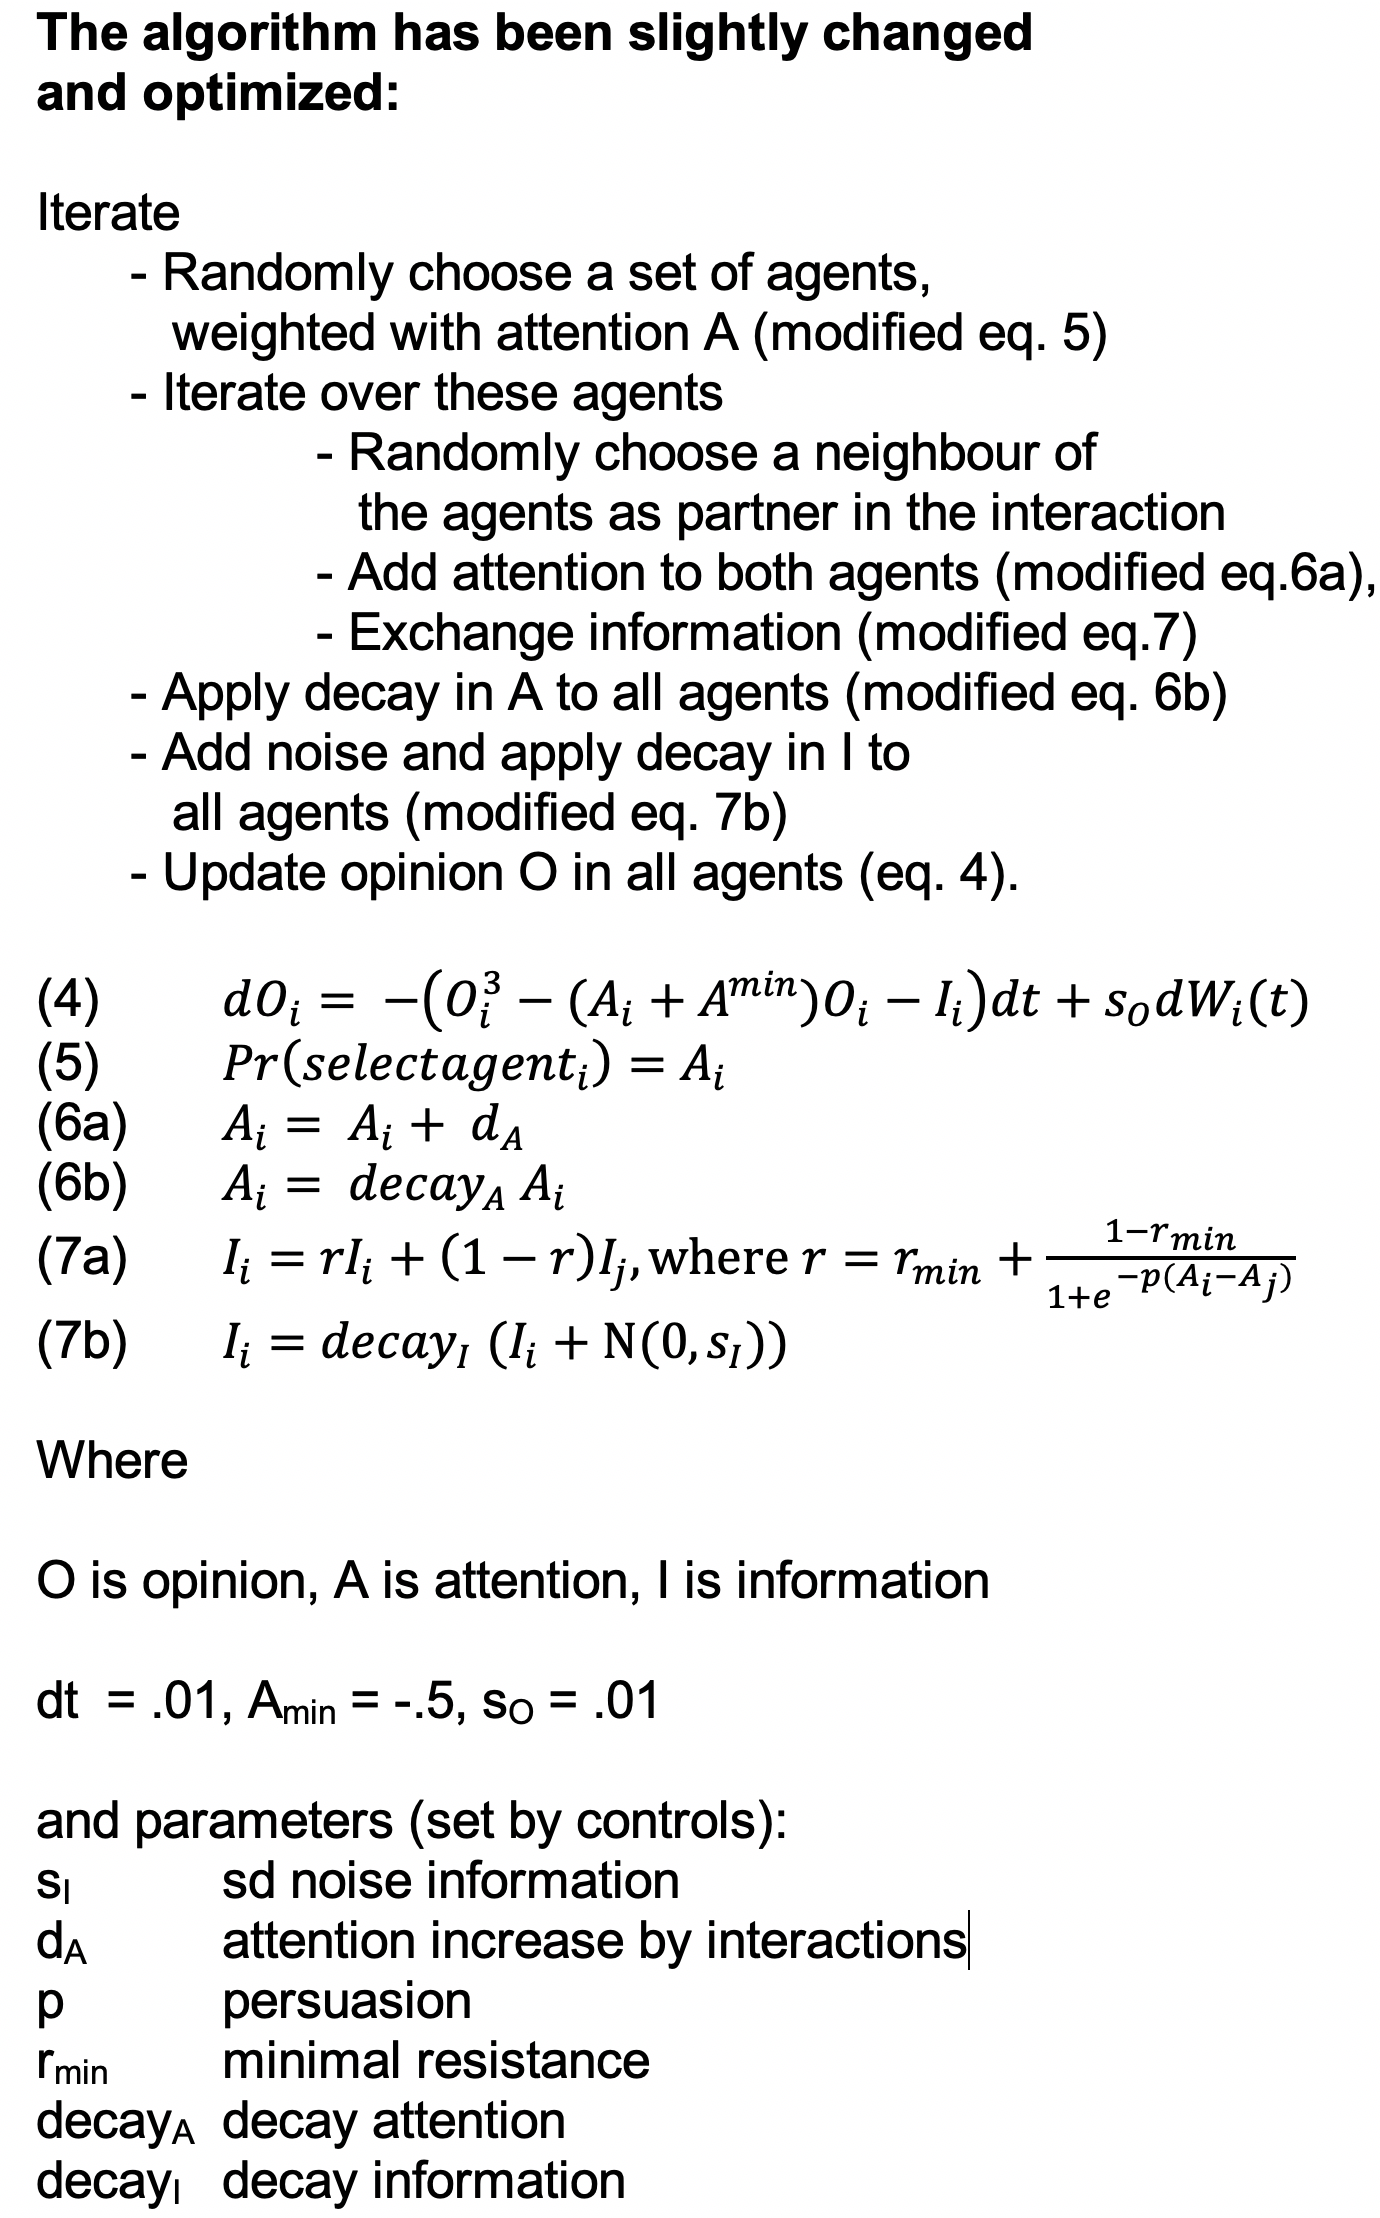 The algorithm has been slightly changed
and optimized:
Iterate
- Randomly choose a set of agents,
weighted with attention A (modified eq. 5)
- Iterate over these agents
- Randomly choose a neighbour of
the agents as partner in the interaction
- Add attention to both agents (modified eq.6a),
- Exchange information (modified eq.7)
- Apply decay in A to all agents (modified eq. 6b)
- Add noise and apply decay in I to
all agents (modified eq. 7b)
- Update opinion O in all agents (eq. 4).
(4) $dO_i = -(O_i^3 - (A_i + A^{min})O_i - I_i)dt + s_O dW_i(t)$
(5) $Pr(selectagent_i) = A_i$
(6a) $A_i = A_i + d_A$
(6b) $A_i = decay_A A_i$
(7a) $I_i = rI_i + (1 - r)I_j, \text{where } r = r_{min} + \frac{1-r_{min}}{1+e^{-p(A_i-A_j)}}$
(7b) $I_i = decay_I (I_i + \mathrm{N}(0, s_I))$
Where
O is opinion, A is attention, I is information
dt = .01, A_min = -.5, s_O = .01
and parameters (set by controls):
s_I sd noise information
d_A attention increase by interactions
p persuasion
r_min minimal resistance
decay_A decay attention
decay_I decay information